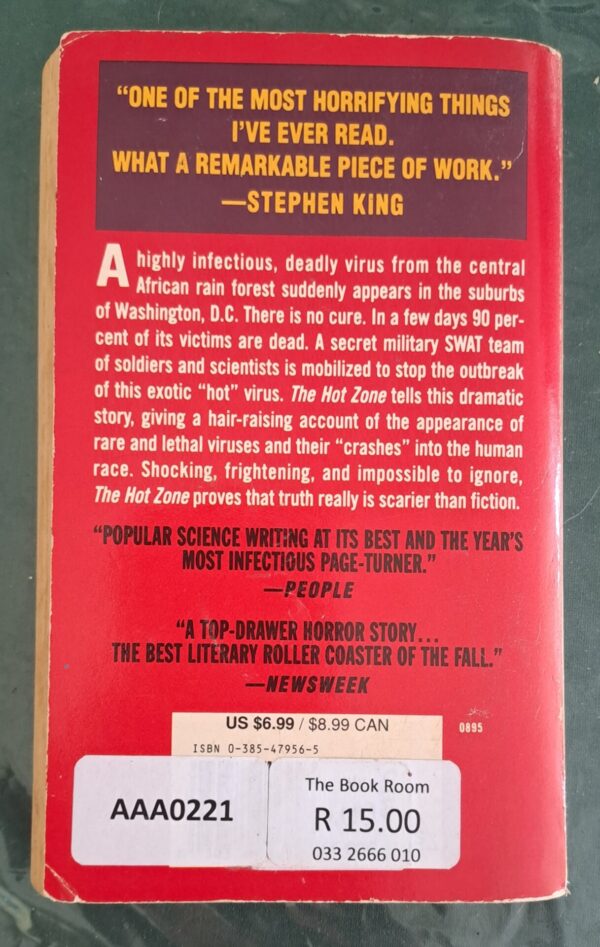 “ONE OF THE MOST HORRIFYING THINGS
I’VE EVER READ.
WHAT A REMARKABLE PIECE OF WORK.”
—STEPHEN KING
A highly infectious, deadly virus from the central
African rain forest suddenly appears in the suburbs
of Washington, D.C. There is no cure. In a few days 90 per-
cent of its victims are dead. A secret military SWAT team
of soldiers and scientists is mobilized to stop the outbreak
of this exotic “hot” virus. The Hot Zone tells this dramatic
story, giving a hair-raising account of the appearance of
rare and lethal viruses and their “crashes” into the human
race. Shocking, frightening, and impossible to ignore,
The Hot Zone proves that truth really is scarier than fiction.
“POPULAR SCIENCE WRITING AT ITS BEST AND THE YEAR’S
MOST INFECTIOUS PAGE-TURNER.”
—PEOPLE
“A TOP-DRAWER HORROR STORY...
THE BEST LITERARY ROLLER COASTER OF THE FALL.”
—NEWSWEEK
US $6.99 / $8.99 CAN
0895
ISBN 0-385-47956-5
AAA0221
The Book Room
R 15.00
033 2666 010